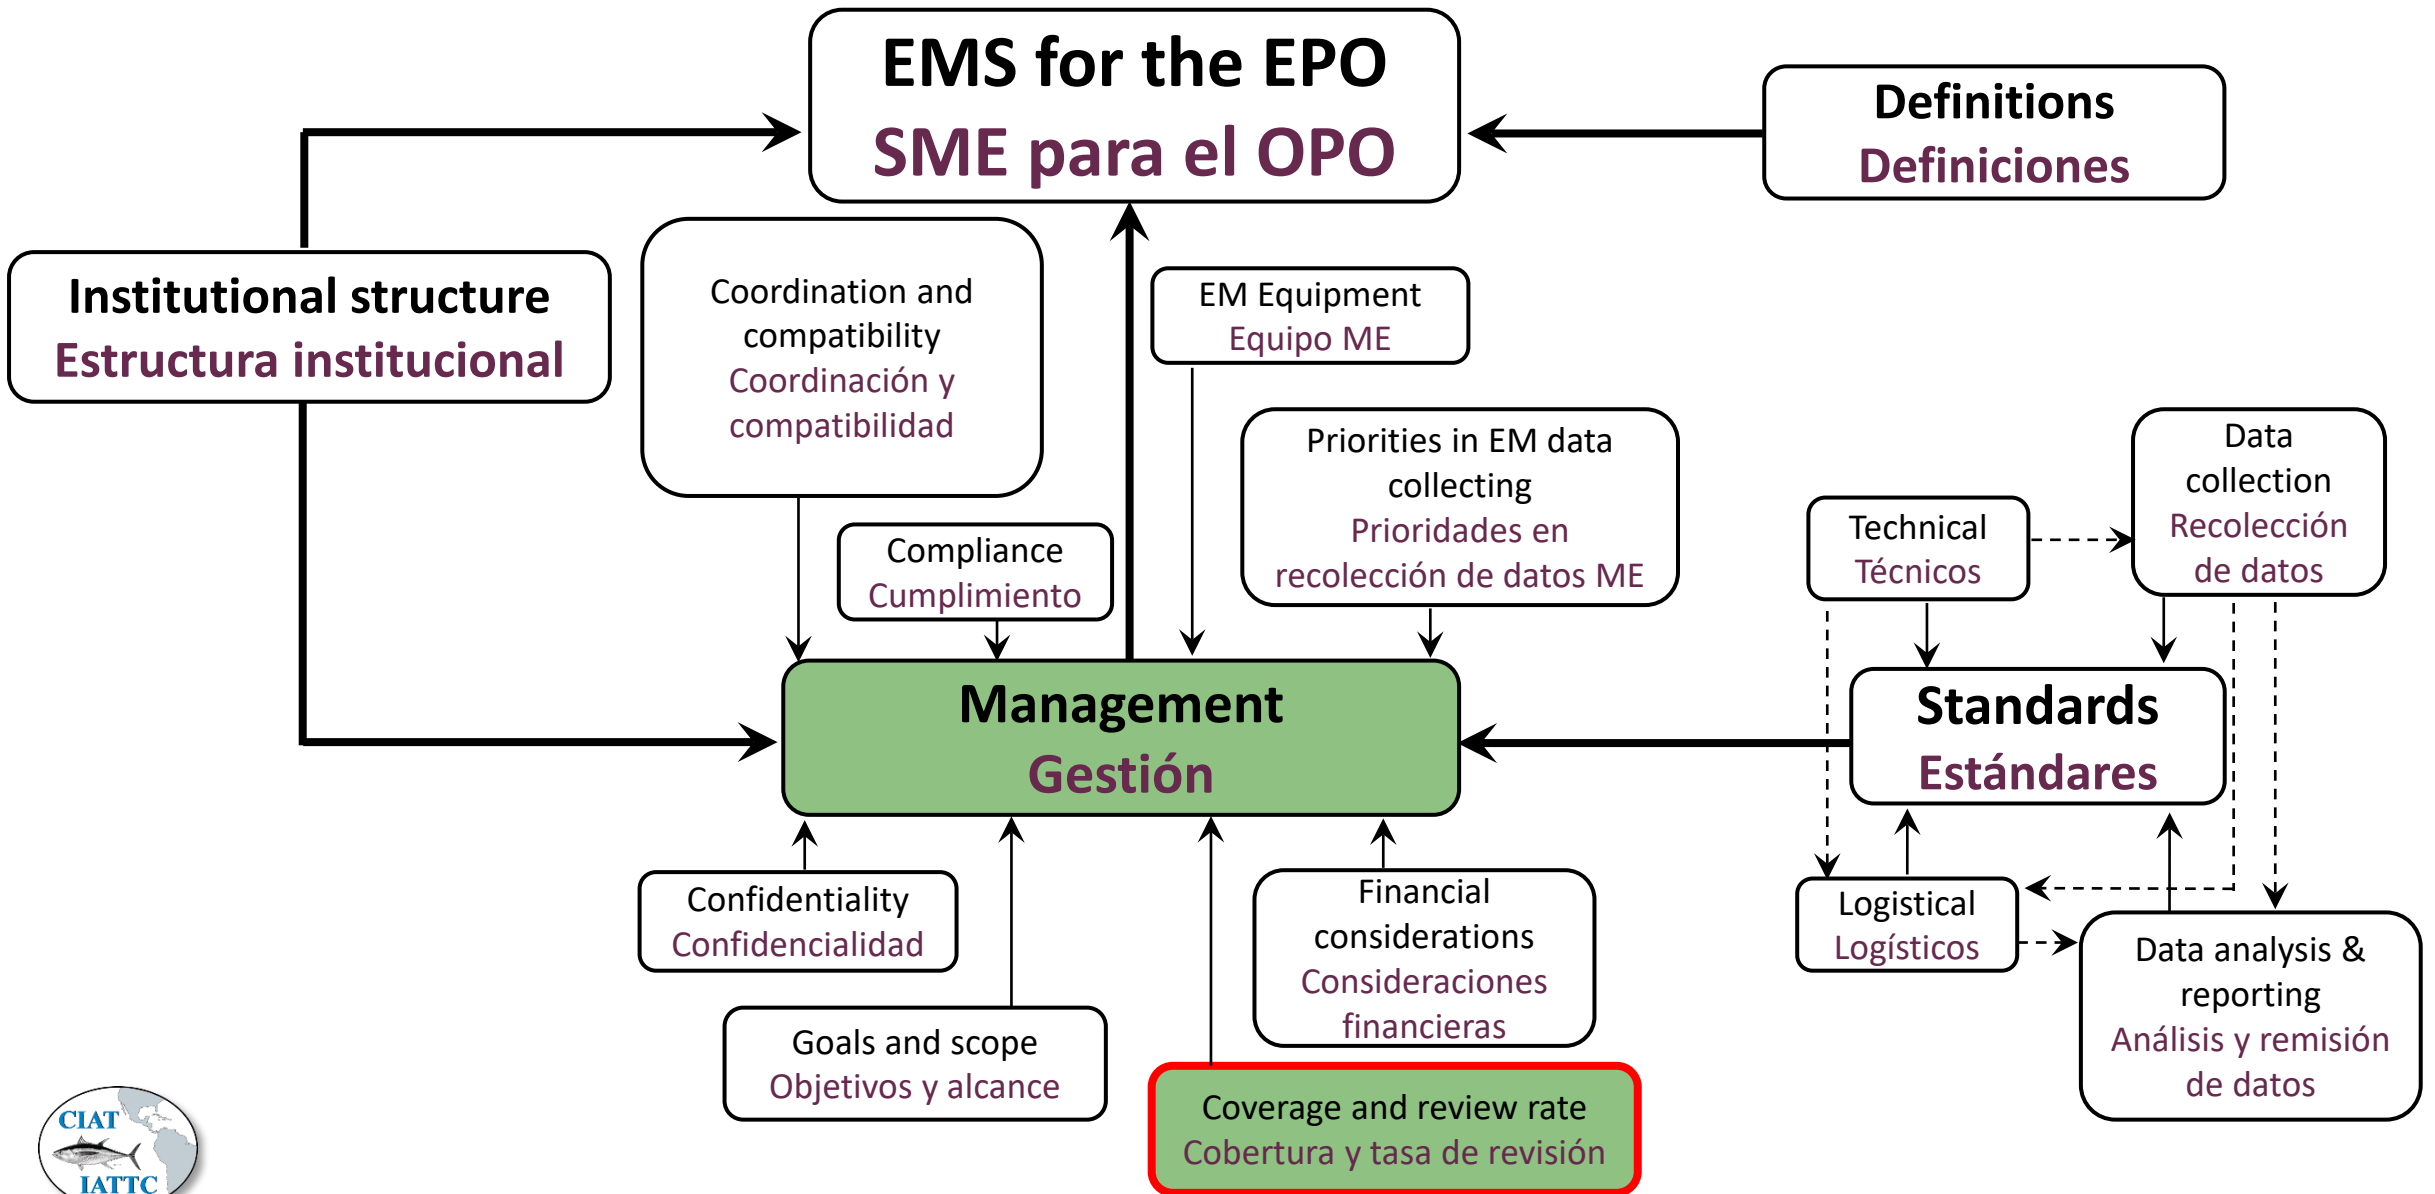 EMS for the EPO
SME para el OPO
Definitions
Definiciones
Institutional structure
Estructura institucional
Coordination and
compatibility
Coordinación y
compatibilidad
EM Equipment
Equipo ME
Compliance
Cumplimiento
Priorities in EM data
collecting
Prioridades en
recolección de datos ME
Technical
Técnicos
Data
collection
Recolección
de datos
Management
Gestión
Standards
Estándares
Confidentiality
Confidencialidad
Goals and scope
Objetivos y alcance
Financial
considerations
Consideraciones
financieras
Coverage and review rate
Cobertura y tasa de revisión
Logistical
Logísticos
Data analysis &
reporting
Análisis y remisión
de datos
CIAT
IATTC